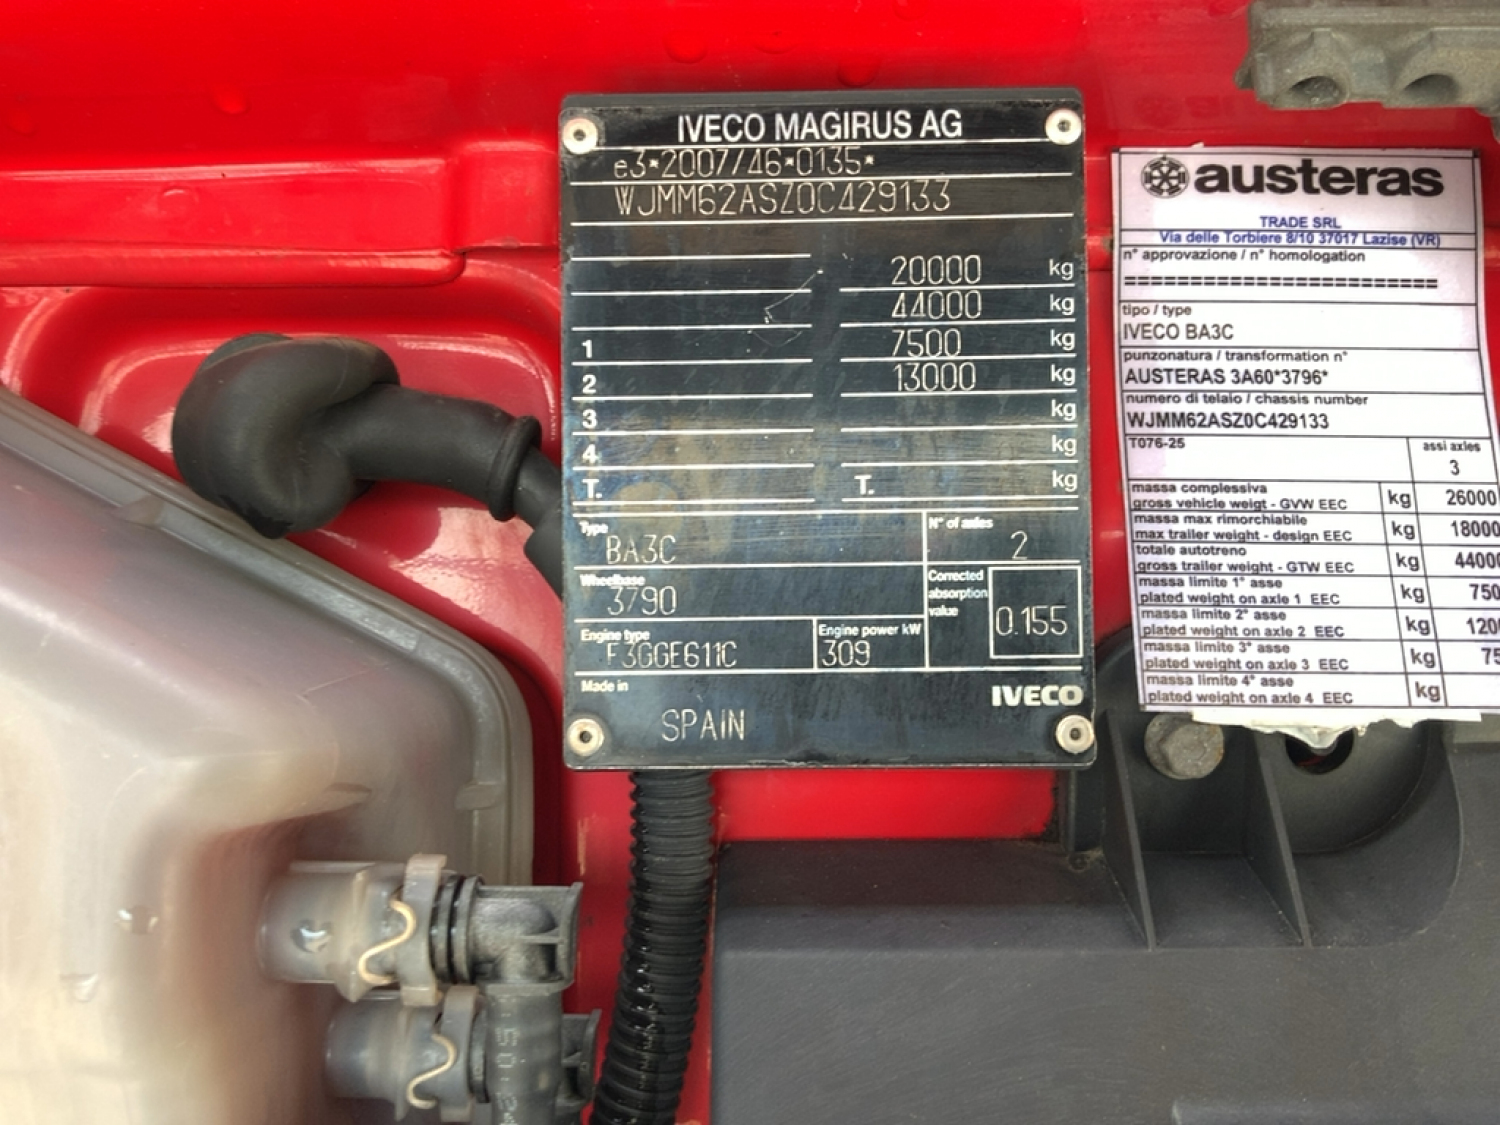 IVECO MAGIRUS AG
e3*2007/46*0135*
WJMM62ASZ0C429133
20000 kg
44000 kg
1 7500 kg
2 13000 kg
3 kg
4 kg
T. T. kg
Type
BA3C
N° of axles
2
Wheelbase
3790
Corrected absorption value
0.155
Engine type
F3GGE611C
Engine power kW
309
Made in
SPAIN
IVECO
austeras
TRADE SRL
Via delle Torbiere 8/10 37017 Lazise (VR)
n° approvazione / n° homologation
========================
tipo / type
IVECO BA3C
punzonatura / transformation n°
AUSTERAS 3A60*3796*
numero di telaio / chassis number
WJMM62ASZ0C429133
T076-25
assi axles
3
massa complessiva
gross vehicle weigt - GVW EEC kg 26000
massa max rimorchiabile
max trailer weight - design EEC kg 18000
totale autotreno
gross trailer weight - GTW EEC kg 44000
massa limite 1° asse
plated weight on axle 1 EEC kg 750
massa limite 2° asse
plated weight on axle 2 EEC kg 120
massa limite 3° asse
plated weight on axle 3 EEC kg 75
massa limite 4° asse
plated weight on axle 4 EEC kg